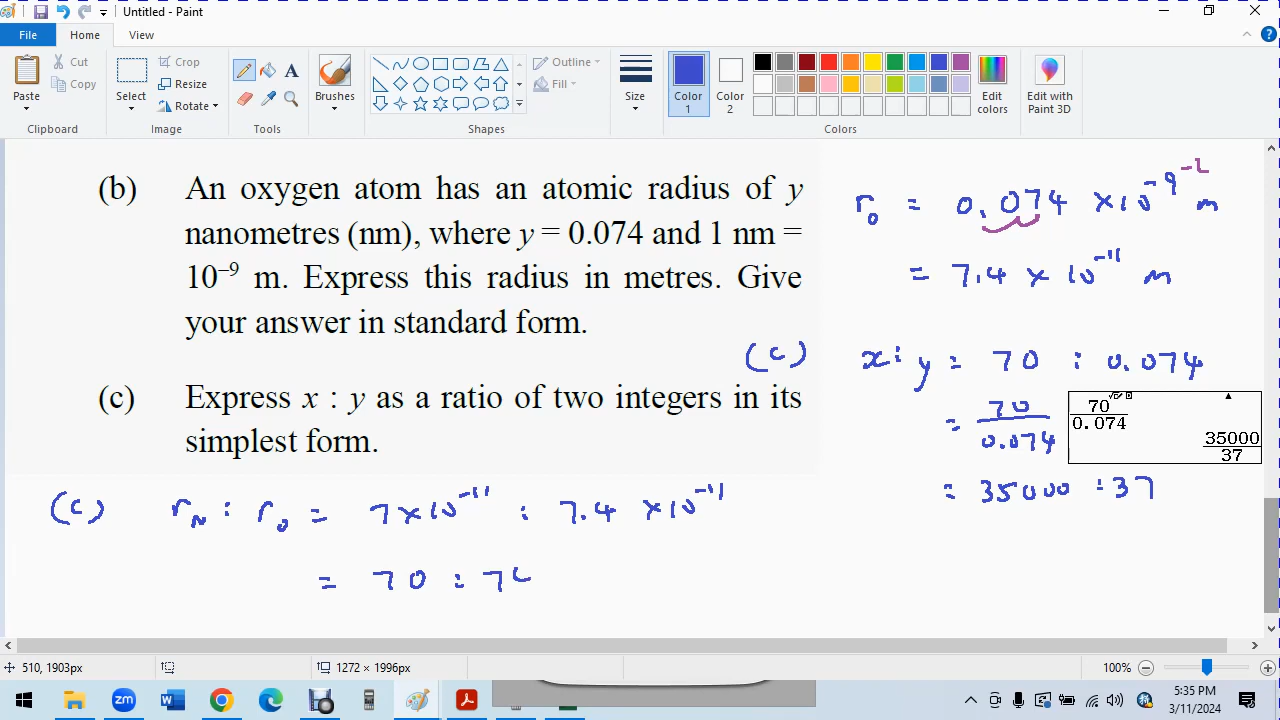 Untitled - Paint
File Home View
Paste Cut Copy Clipboard
Select Crop Resize Rotate Image
Tools
Brushes
Outline Fill Shapes
Size
Color 1 Color 2 Edit colors Colors
Edit with Paint 3D
(b) An oxygen atom has an atomic radius of y
nanometres (nm), where y = 0.074 and 1 nm =
10⁻⁹ m. Express this radius in metres. Give
your answer in standard form.
(c) Express x : y as a ratio of two integers in its
simplest form.
r₀ = 0.074 ×10⁻⁹⁻² m
= 7.4 × 10⁻¹¹ m
(c) x : y = 70 : 0.074
= 70/0.074
70/0.074
35000/37
= 35000 : 37
(c) r_N : r₀ = 7×10⁻¹¹ : 7.4 ×10⁻¹¹
= 70 : 7
510, 1903px 1272 × 1996px 100%
5:35 PM
3/11/2024